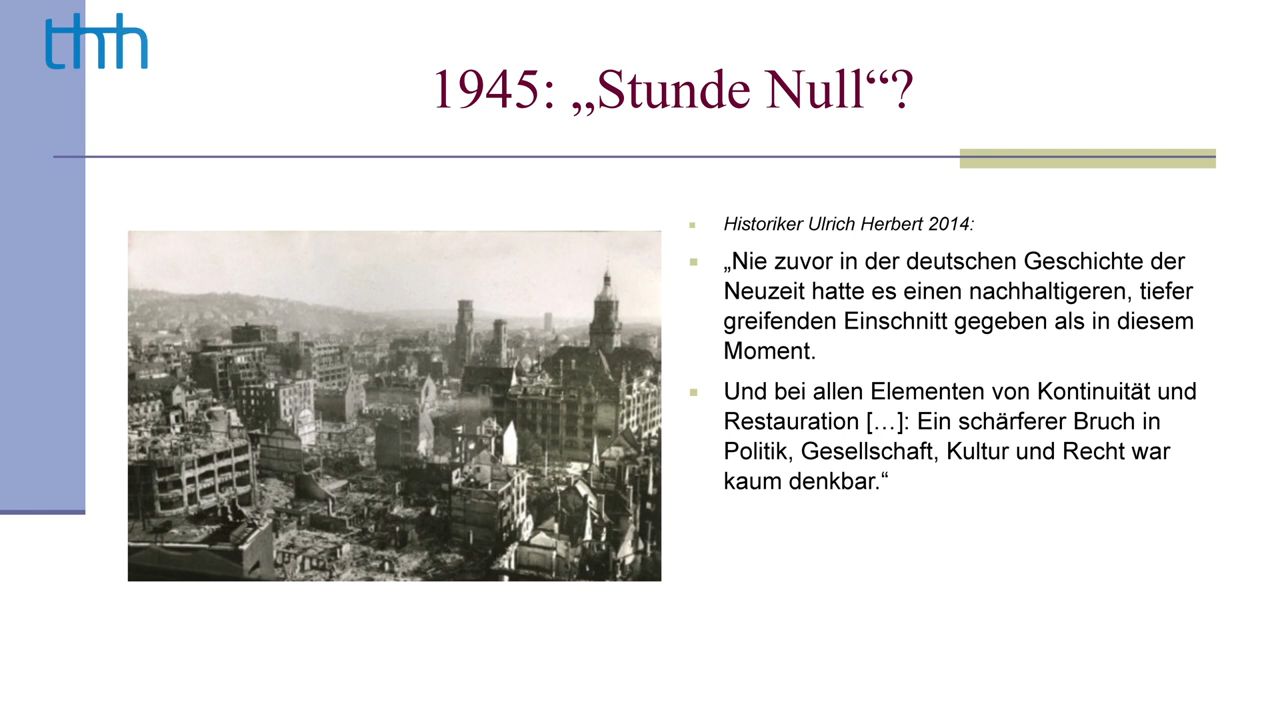 thh
1945: „Stunde Null“?
Historiker Ulrich Herbert 2014:
„Nie zuvor in der deutschen Geschichte der
Neuzeit hatte es einen nachhaltigeren, tiefer
greifenden Einschnitt gegeben als in diesem
Moment.
Und bei allen Elementen von Kontinuität und
Restauration […]: Ein schärferer Bruch in
Politik, Gesellschaft, Kultur und Recht war
kaum denkbar.“